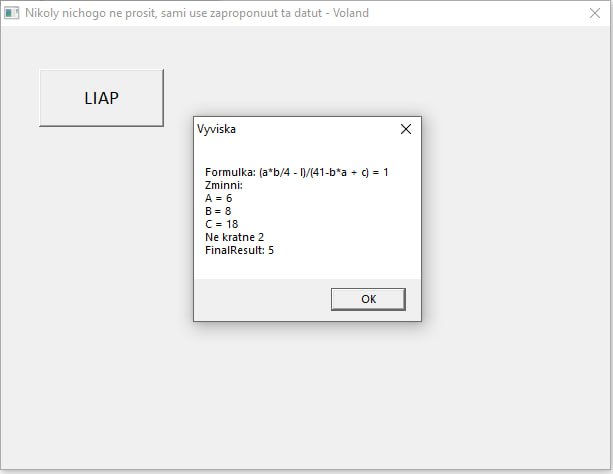 Nikoly nichogo ne prosit, sami use zaproponuut ta datut - Voland
LIAP
Vyviska
Formulka: (a*b/4 - l)/(41-b*a + c) = 1
Zminni:
A = 6
B = 8
C = 18
Ne kratne 2
FinalResult: 5
OK